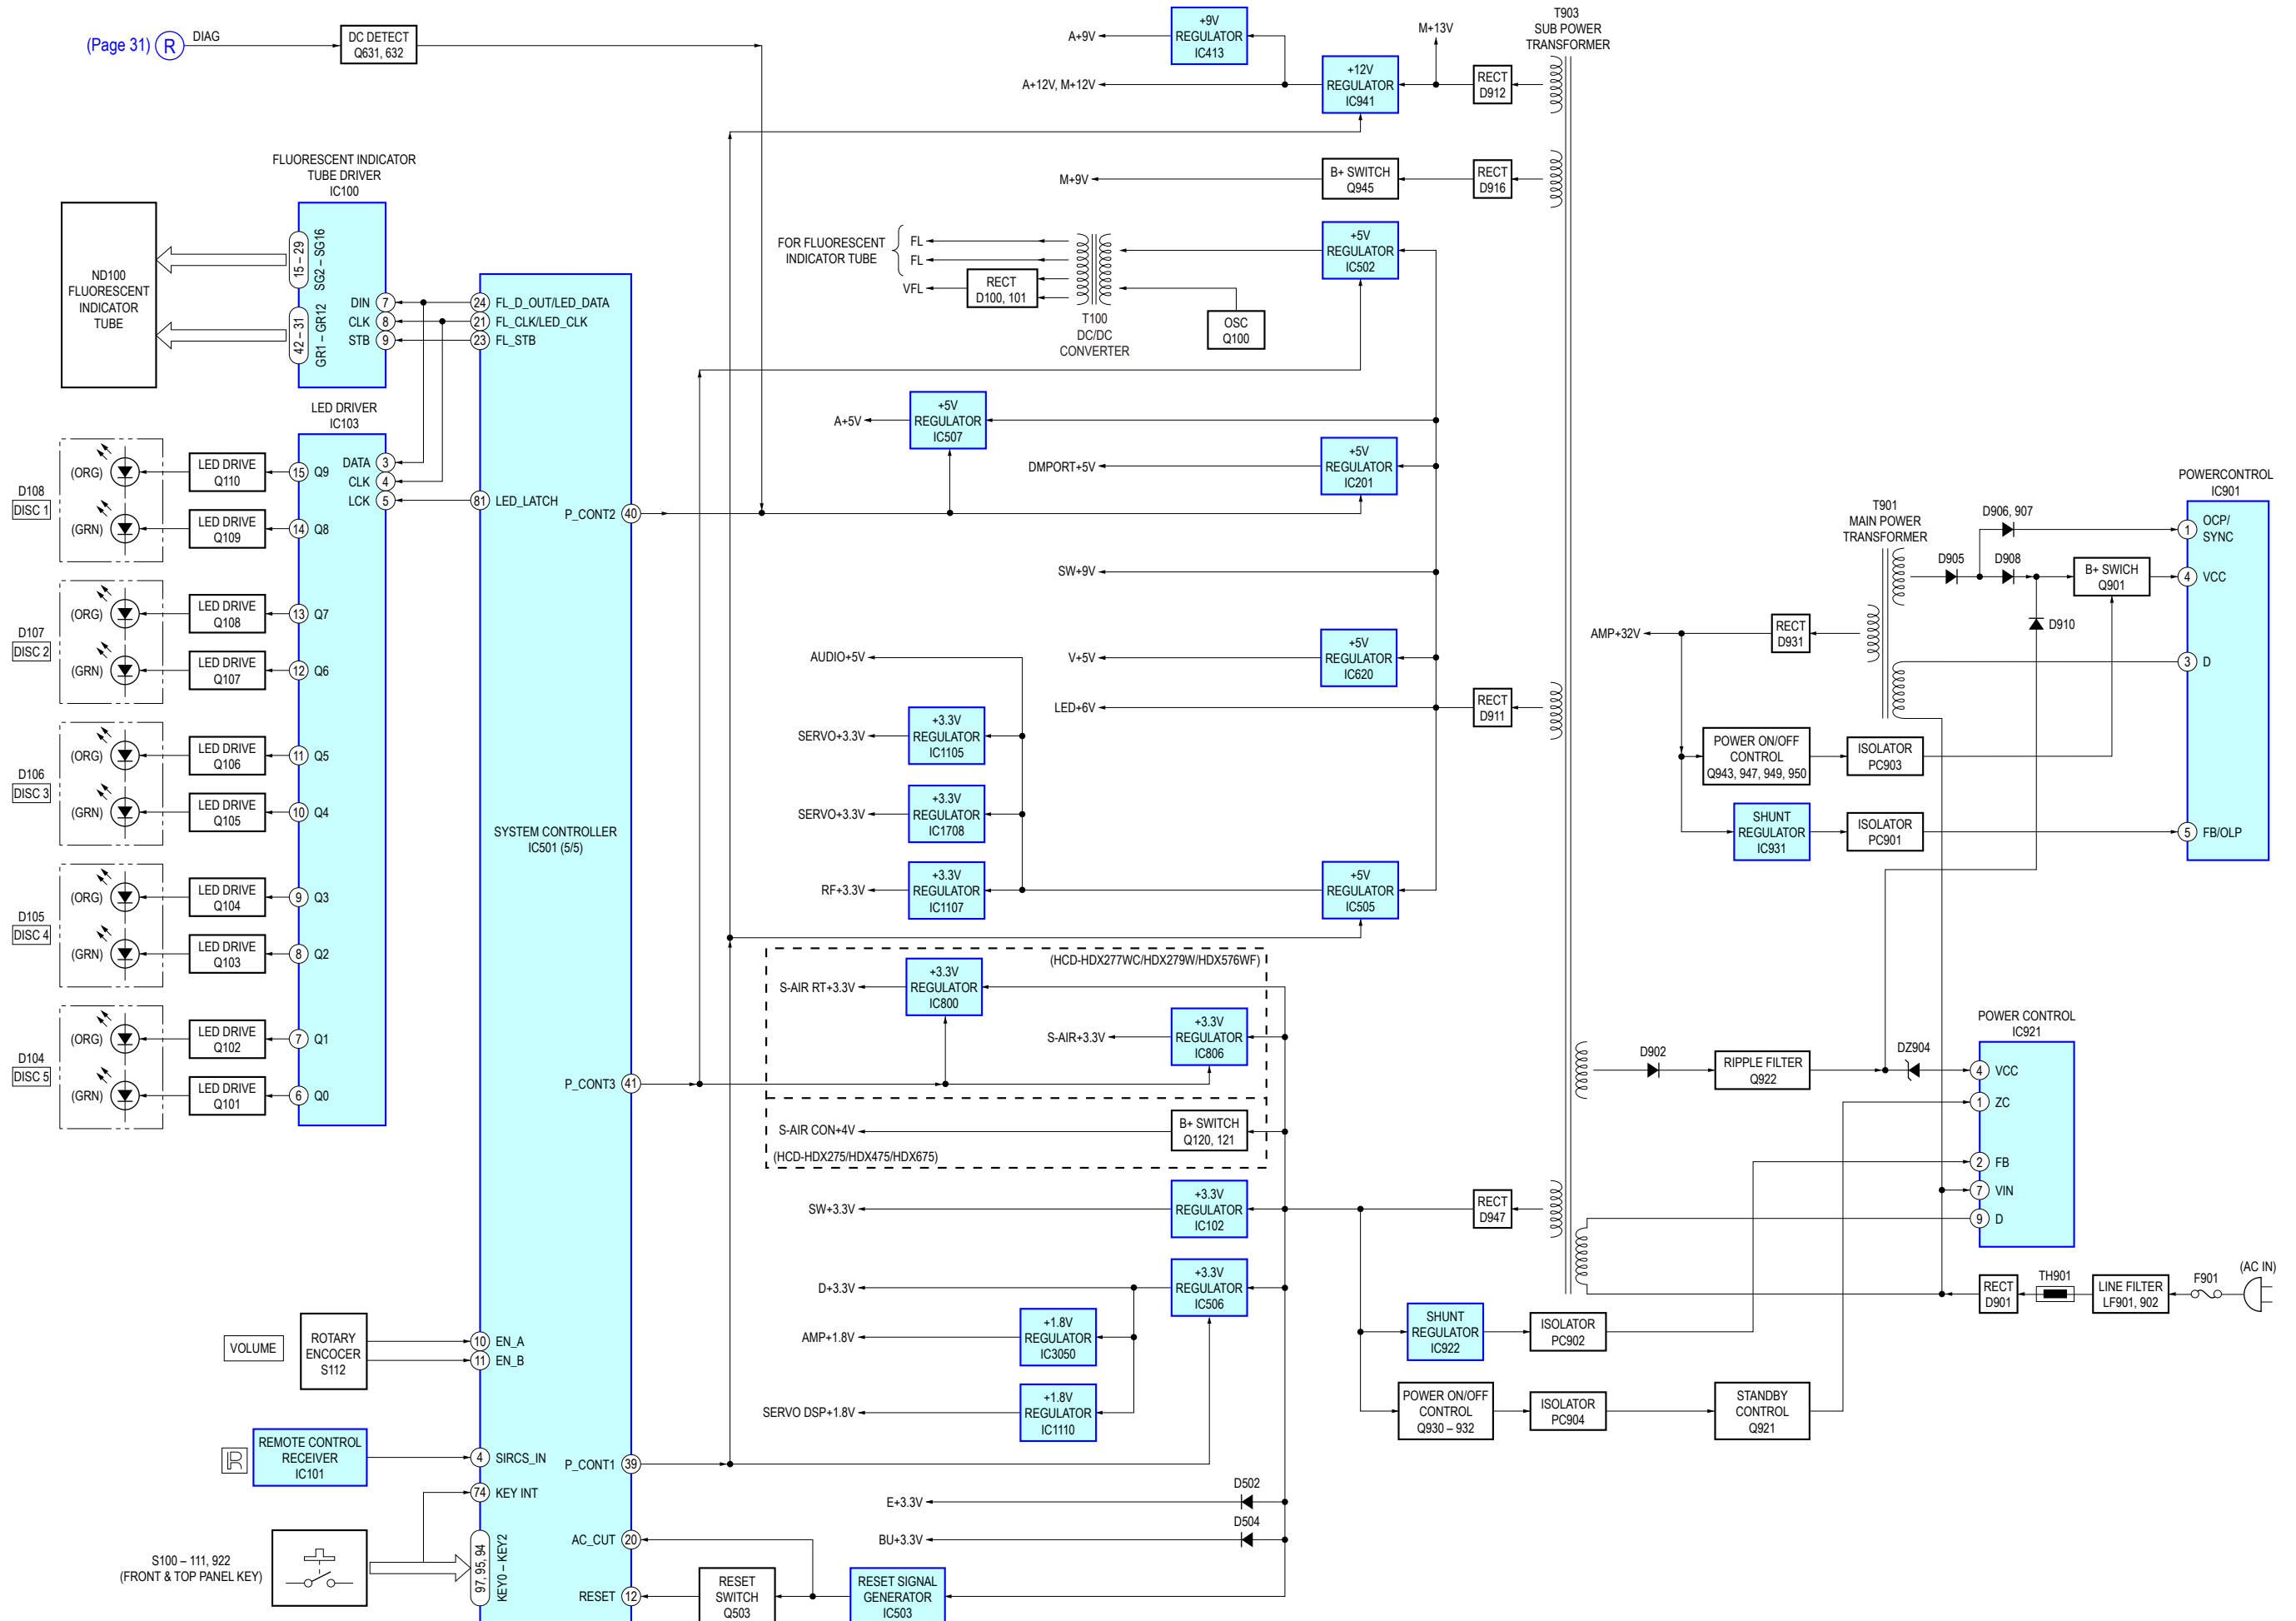 (Page 31) R DIAG
DC DETECT
Q631, 632
FLUORESCENT INDICATOR
TUBE DRIVER
IC100
ND100
FLUORESCENT
INDICATOR
TUBE
15 – 29
SG2 – SG16
42 – 31
GR1 – GR12
DIN 7
CLK 8
STB 9
24 FL_D_OUT/LED_DATA
21 FL_CLK/LED_CLK
23 FL_STB
LED DRIVER
IC103
DATA 3
CLK 4
LCK 5
81 LED_LATCH
D108
DISC 1
(ORG)
LED DRIVE
Q110
15 Q9
(GRN)
LED DRIVE
Q109
14 Q8
D107
DISC 2
(ORG)
LED DRIVE
Q108
13 Q7
(GRN)
LED DRIVE
Q107
12 Q6
D106
DISC 3
(ORG)
LED DRIVE
Q106
11 Q5
(GRN)
LED DRIVE
Q105
10 Q4
D105
DISC 4
(ORG)
LED DRIVE
Q104
9 Q3
(GRN)
LED DRIVE
Q103
8 Q2
D104
DISC 5
(ORG)
LED DRIVE
Q102
7 Q1
(GRN)
LED DRIVE
Q101
6 Q0
SYSTEM CONTROLLER
IC501 (5/5)
P_CONT2 40
P_CONT3 41
P_CONT1 39
AC_CUT 20
RESET 12
VOLUME
ROTARY
ENCOCER
S112
10 EN_A
11 EN_B
R
REMOTE CONTROL
RECEIVER
IC101
4 SIRCS_IN
74 KEY INT
97, 95, 94
KEY0 – KEY2
S100 – 111, 922
(FRONT & TOP PANEL KEY)
RESET
SWITCH
Q503
RESET SIGNAL
GENERATOR
IC503
A+9V
+9V
REGULATOR
IC413
M+13V
A+12V, M+12V
+12V
REGULATOR
IC941
RECT
D912
T903
SUB POWER
TRANSFORMER
M+9V
B+ SWITCH
Q945
RECT
D916
FOR FLUORESCENT
INDICATOR TUBE
FL
FL
VFL
RECT
D100, 101
T100
DC/DC
CONVERTER
+5V
REGULATOR
IC502
OSC
Q100
A+5V
+5V
REGULATOR
IC507
DMPORT+5V
+5V
REGULATOR
IC201
SW+9V
AUDIO+5V
V+5V
+5V
REGULATOR
IC620
LED+6V
RECT
D911
SERVO+3.3V
+3.3V
REGULATOR
IC1105
SERVO+3.3V
+3.3V
REGULATOR
IC1708
RF+3.3V
+3.3V
REGULATOR
IC1107
+5V
REGULATOR
IC505
(HCD-HDX277WC/HDX279W/HDX576WF)
S-AIR RT+3.3V
+3.3V
REGULATOR
IC800
S-AIR+3.3V
+3.3V
REGULATOR
IC806
S-AIR CON+4V
B+ SWITCH
Q120, 121
(HCD-HDX275/HDX475/HDX675)
SW+3.3V
+3.3V
REGULATOR
IC102
RECT
D947
D+3.3V
+3.3V
REGULATOR
IC506
AMP+1.8V
+1.8V
REGULATOR
IC3050
SERVO DSP+1.8V
+1.8V
REGULATOR
IC1110
E+3.3V
D502
BU+3.3V
D504
SHUNT
REGULATOR
IC922
ISOLATOR
PC902
POWER ON/OFF
CONTROL
Q930 – 932
ISOLATOR
PC904
STANDBY
CONTROL
Q921
T901
MAIN POWER
TRANSFORMER
D906, 907
D905
D908
D910
B+ SWICH
Q901
POWERCONTROL
IC901
1 OCP/
SYNC
4 VCC
3 D
5 FB/OLP
AMP+32V
RECT
D931
POWER ON/OFF
CONTROL
Q943, 947, 949, 950
ISOLATOR
PC903
SHUNT
REGULATOR
IC931
ISOLATOR
PC901
D902
RIPPLE FILTER
Q922
DZ904
POWER CONTROL
IC921
4 VCC
1 ZC
2 FB
7 VIN
9 D
RECT
D901
TH901
LINE FILTER
LF901, 902
F901
(AC IN)